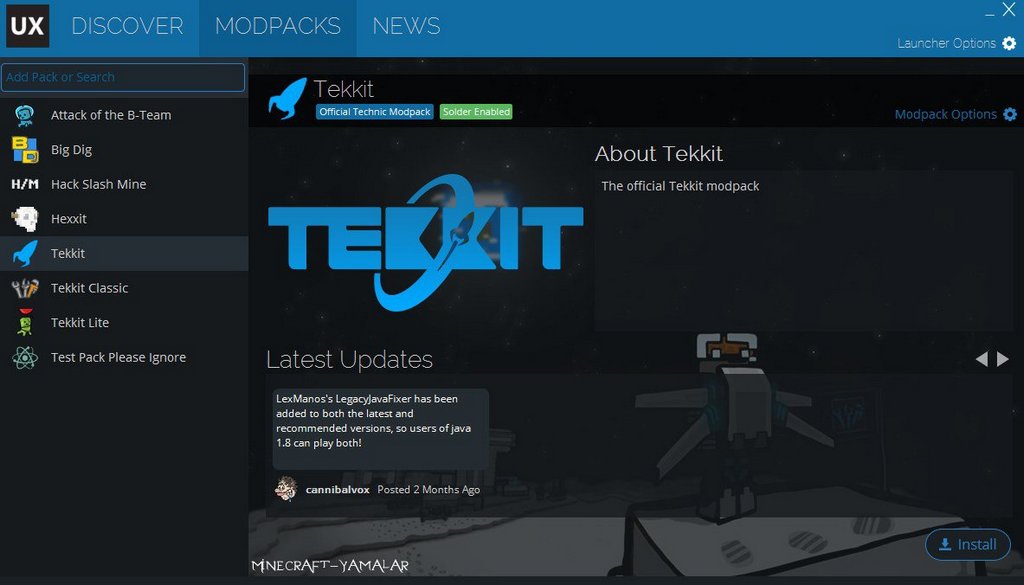 UX DISCOVER MODPACKS NEWS
Launcher Options
Add Pack or Search
Attack of the B-Team
Big Dig
H/M Hack Slash Mine
Hexxit
Tekkit
Tekkit Classic
Tekkit Lite
Test Pack Please Ignore
Tekkit
Official Technic Modpack Solder Enabled
Modpack Options
TEKKIT
About Tekkit
The official Tekkit modpack
Latest Updates
LexManos's LegacyJavaFixer has been
added to both the latest and
recommended versions, so users of java
1.8 can play both!
cannibalvox Posted 2 Months Ago
Install
MINECRAFT-YAMALAR